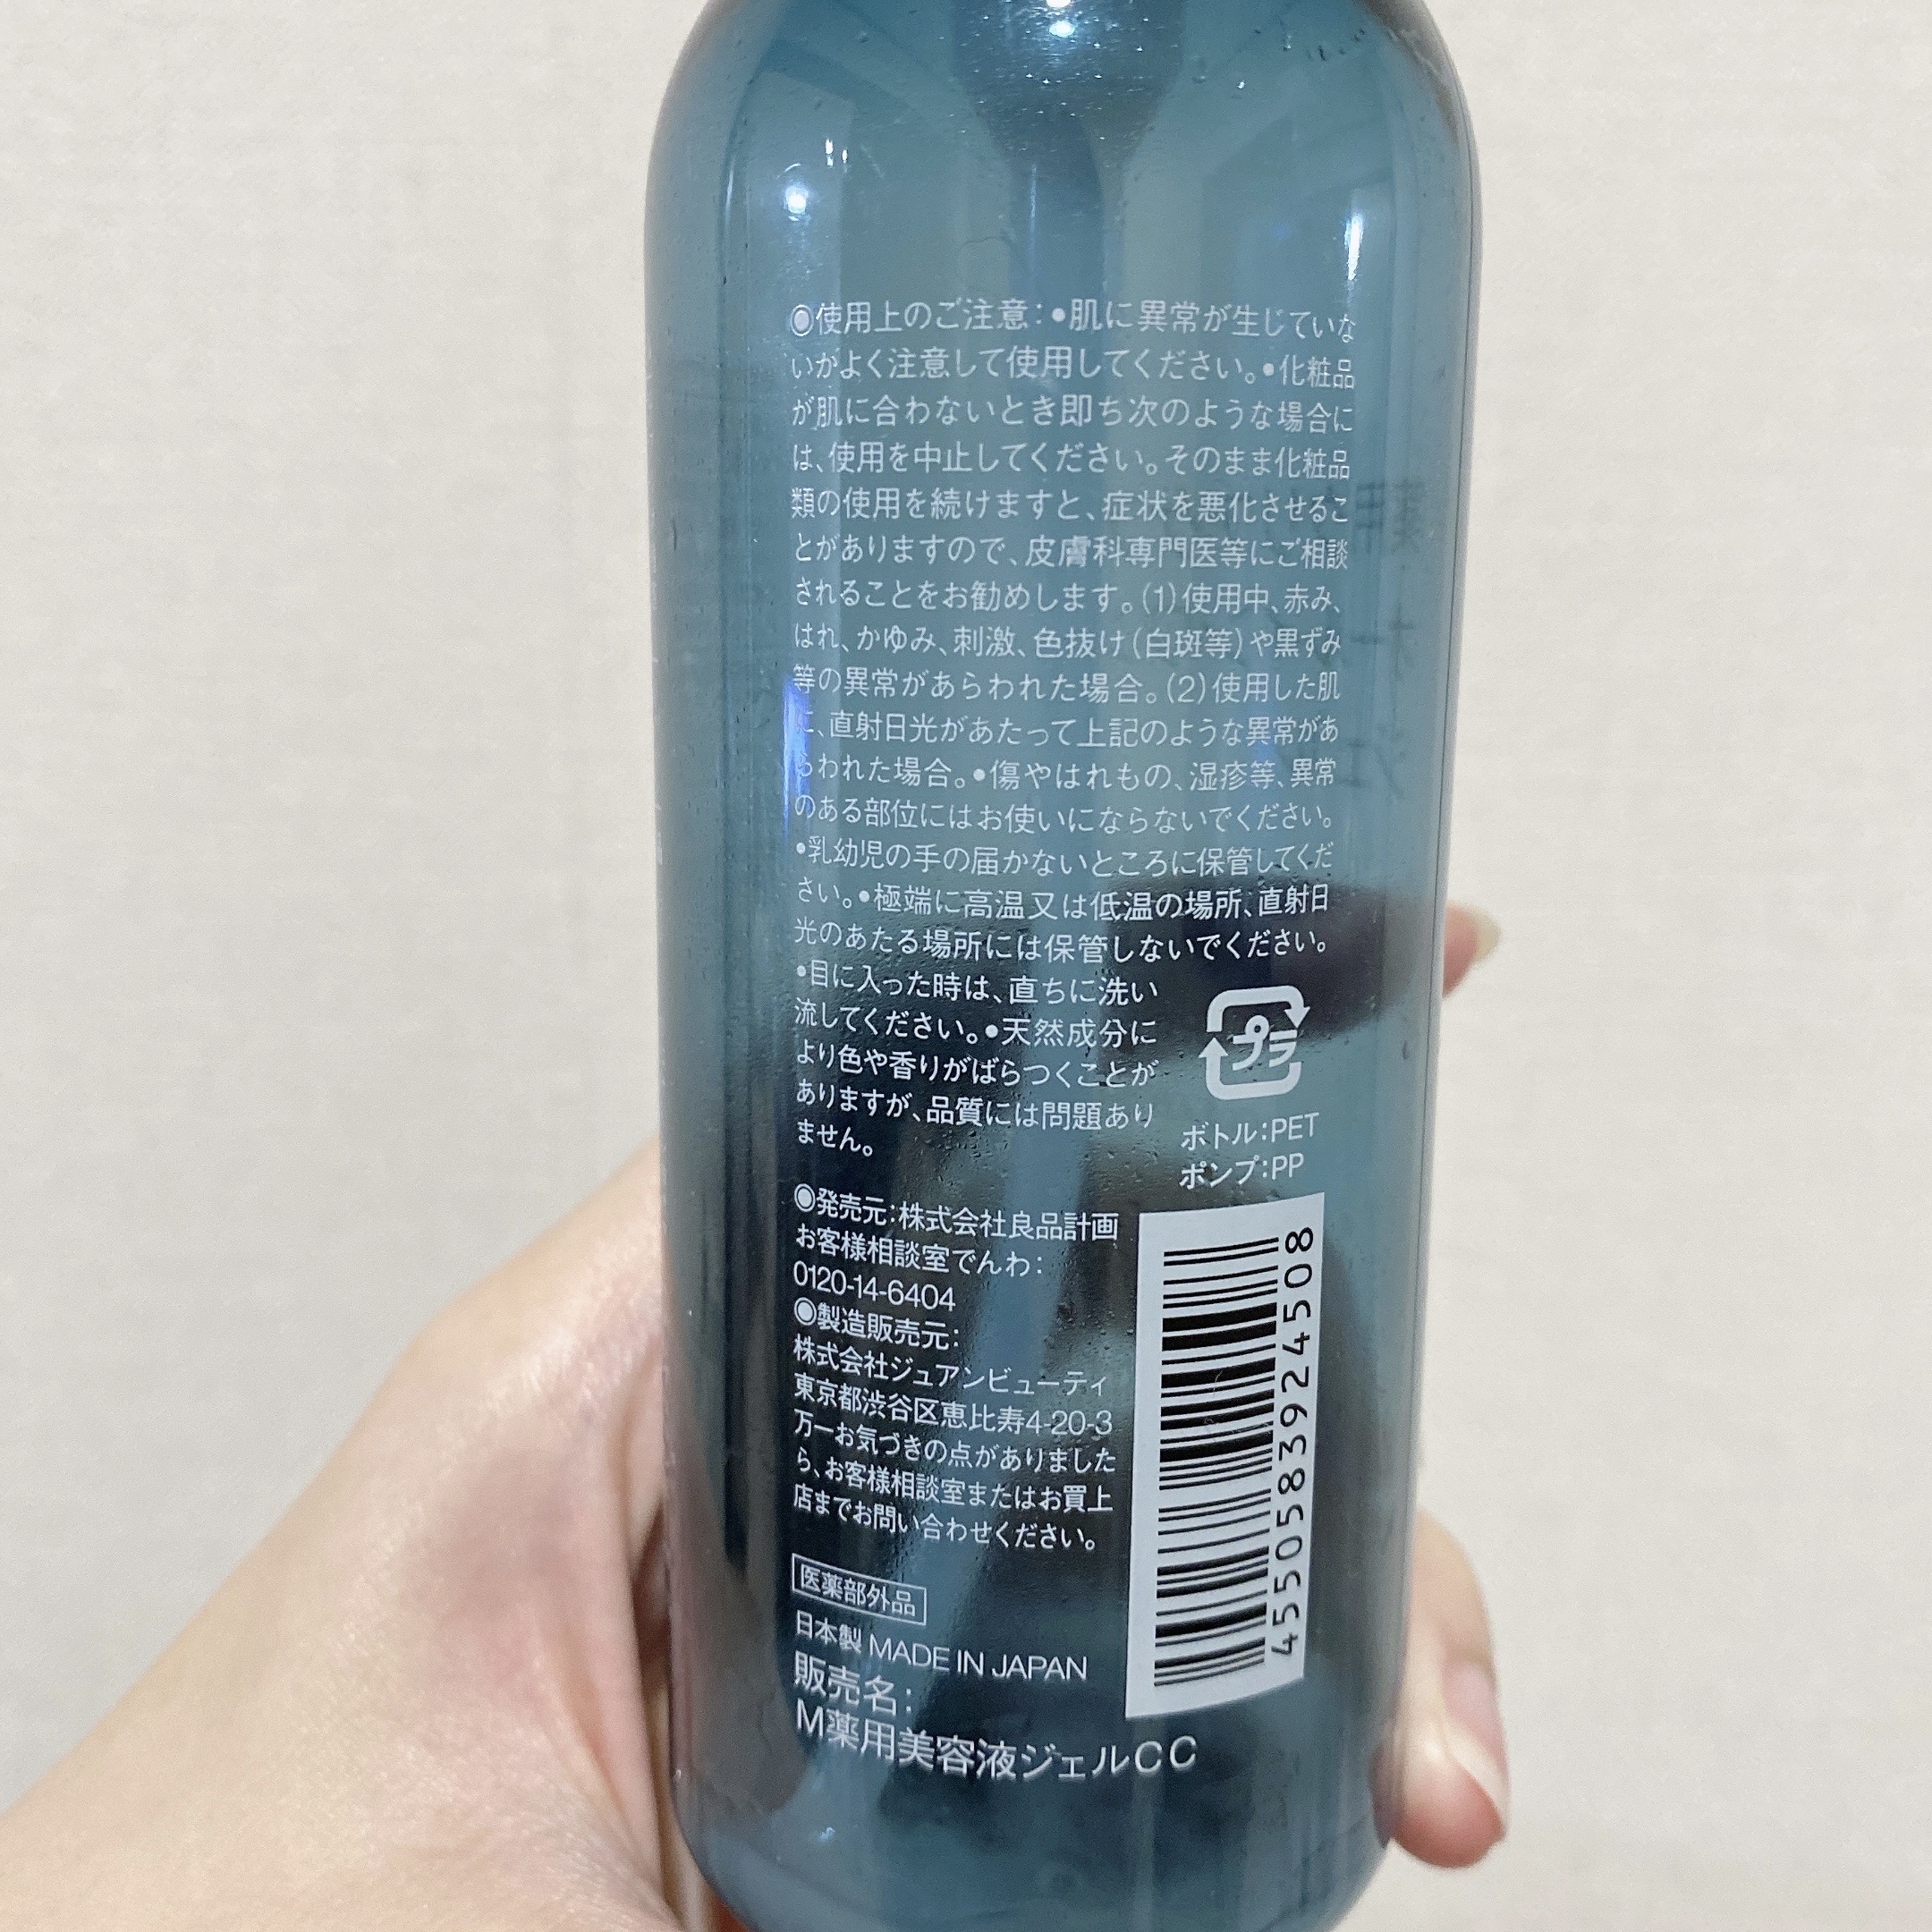 ◉使用上のご注意:•肌に異常が生じていな
いかよく注意して使用してください。•化粧品
が肌に合わないとき即ち次のような場合に
は、使用を中止してください。そのまま化粧品
類の使用を続けますと、症状を悪化させるこ
とがありますので、皮膚科専門医等にご相談
されることをお勧めします。(1)使用中、赤み、
はれ、かゆみ、刺激、色抜け(白斑等)や黒ずみ
等の異常があらわれた場合。(2)使用した肌
に、直射日光があたって上記のような異常があ
らわれた場合。•傷やはれもの、湿疹等、異常
のある部位にはお使いにならないでください。
•乳幼児の手の届かないところに保管してくだ
さい。•極端に高温又は低温の場所、直射日
光のあたる場所には保管しないでください。
•目に入った時は、直ちに洗い
流してください。•天然成分に
より色や香りがばらつくことが
ありますが、品質には問題あり
ません。
プラ
ボトル:PET
ポンプ:PP
◉発売元:株式会社良品計画
お客様相談室でんわ:
0120-14-6404
◉製造販売元:
株式会社ジュアンビューティ
東京都渋谷区恵比寿4-20-3
万一お気づきの点がありました
ら、お客様相談室またはお買上
店までお問い合わせください。
医薬部外品
日本製 MADE IN JAPAN
販売名:
M薬用美容液ジェルCC
4550583924508